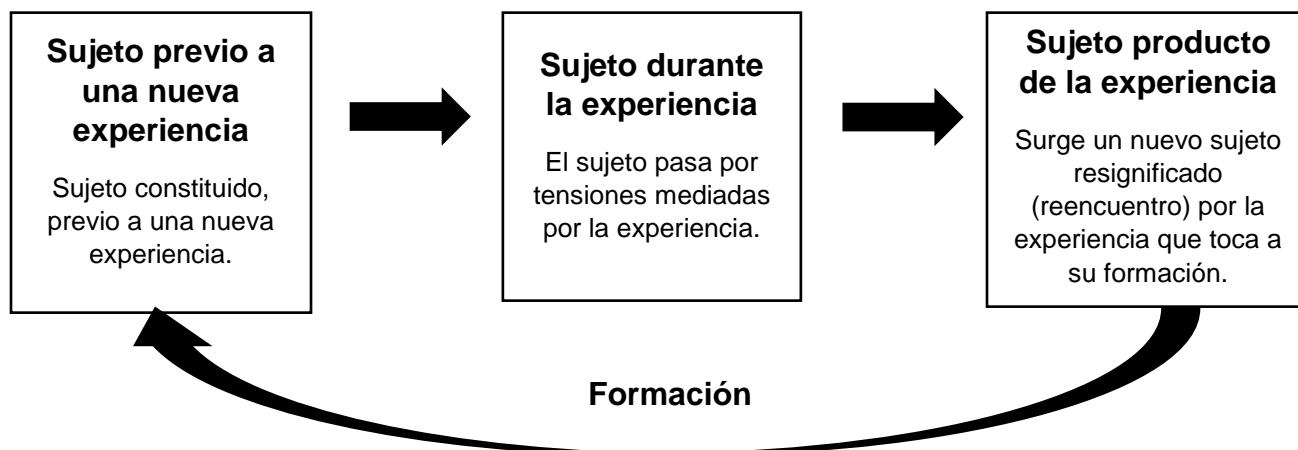 Sujeto previo a
una nueva
experiencia
Sujeto constituido,
previo a una nueva
experiencia.
Sujeto durante
la experiencia
El sujeto pasa por
tensiones mediadas
por la experiencia.
Sujeto producto
de la experiencia
Surge un nuevo sujeto
resignificado
(reencuentro) por la
experiencia que toca a
su formación.
Formación